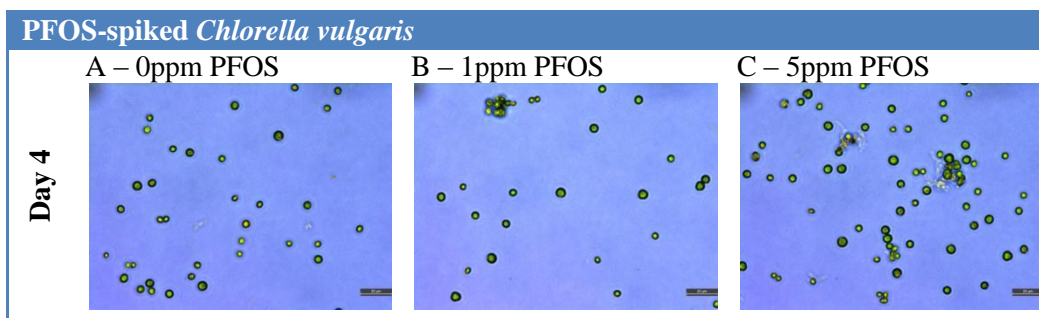 PFOS-spiked Chlorella vulgaris
A – 0ppm PFOS
B – 1ppm PFOS
C – 5ppm PFOS
Day 4